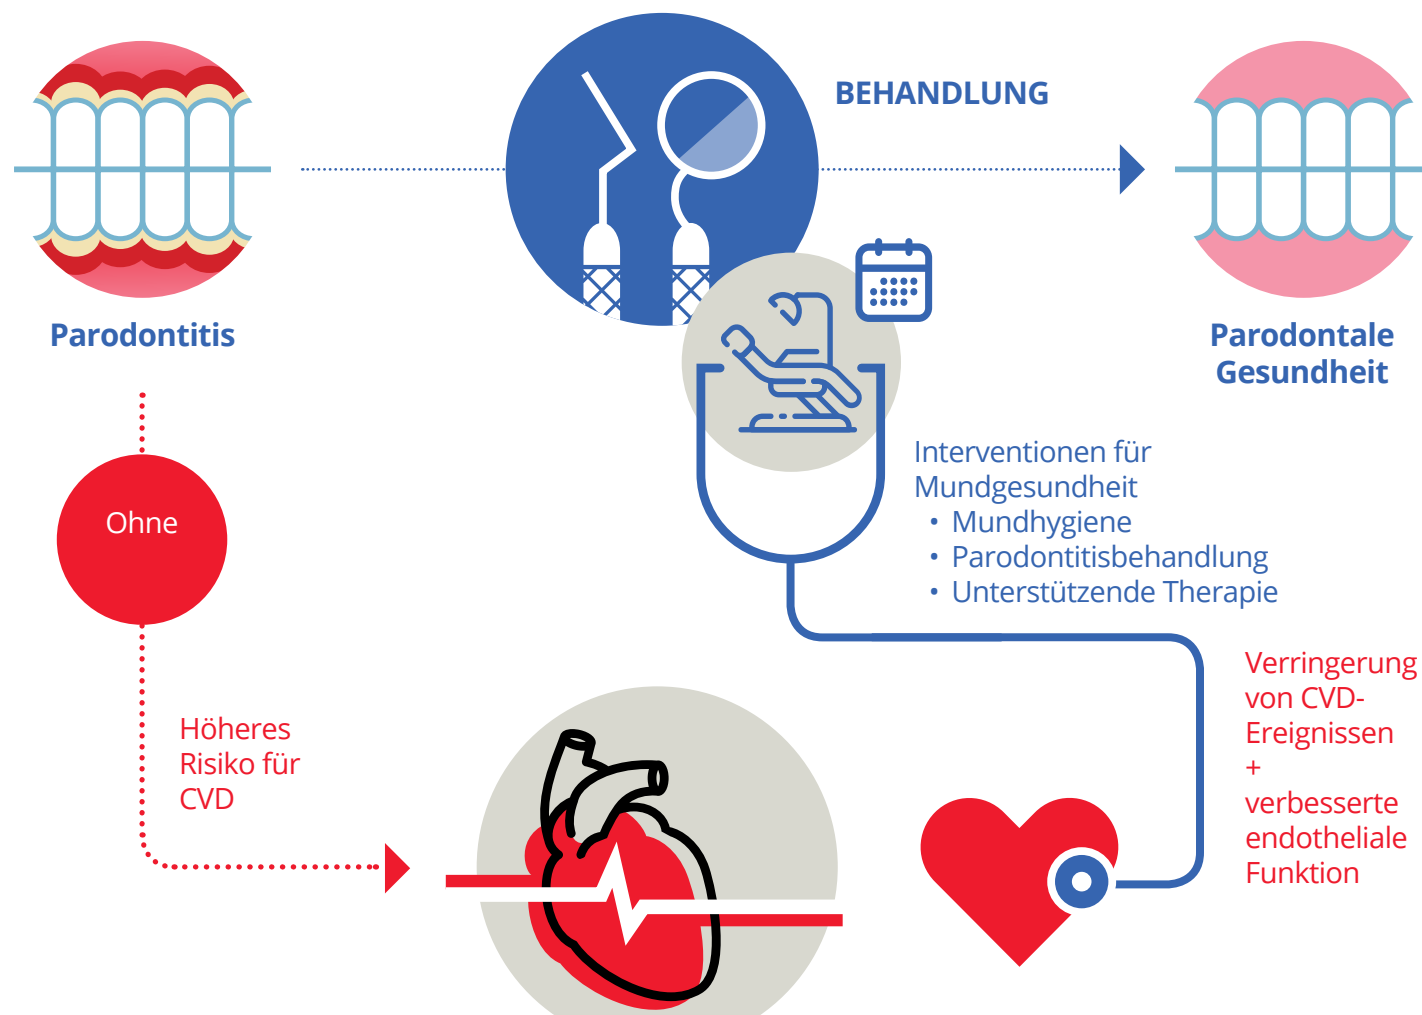 BEHANDLUNG
Parodontitis
Parodontale
Gesundheit
Interventionen für
Mundgesundheit
• Mundhygiene
• Parodontitisbehandlung
• Unterstützende Therapie
Ohne
Höheres
Risiko für
CVD
Verringerung
von CVD-
Ereignissen
+
verbesserte
endotheliale
Funktion